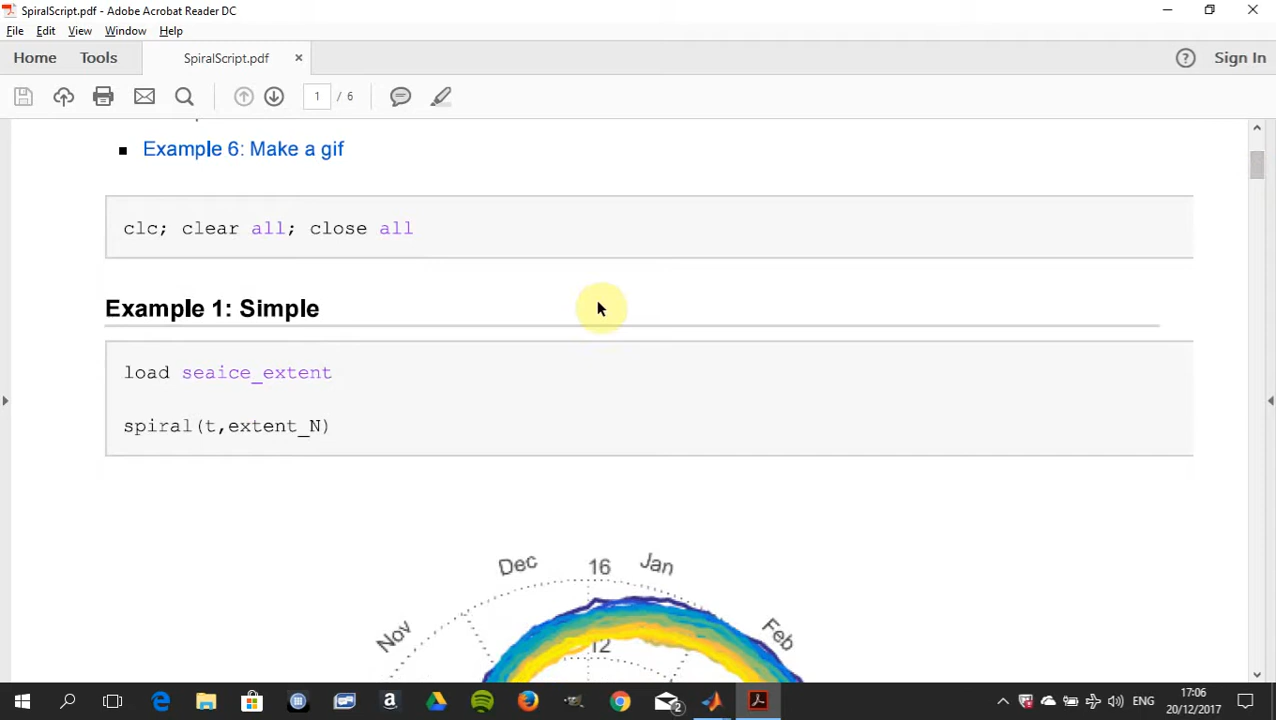 SpiralScript.pdf - Adobe Acrobat Reader DC
File Edit View Window Help
Home Tools SpiralScript.pdf × Sign In
1 / 6
Example 6: Make a gif
clc; clear all; close all
Example 1: Simple
load seaice_extent
spiral(t,extent_N)
Dec 16 Jan
Nov Feb
12
2 ENG 17:06
20/12/2017